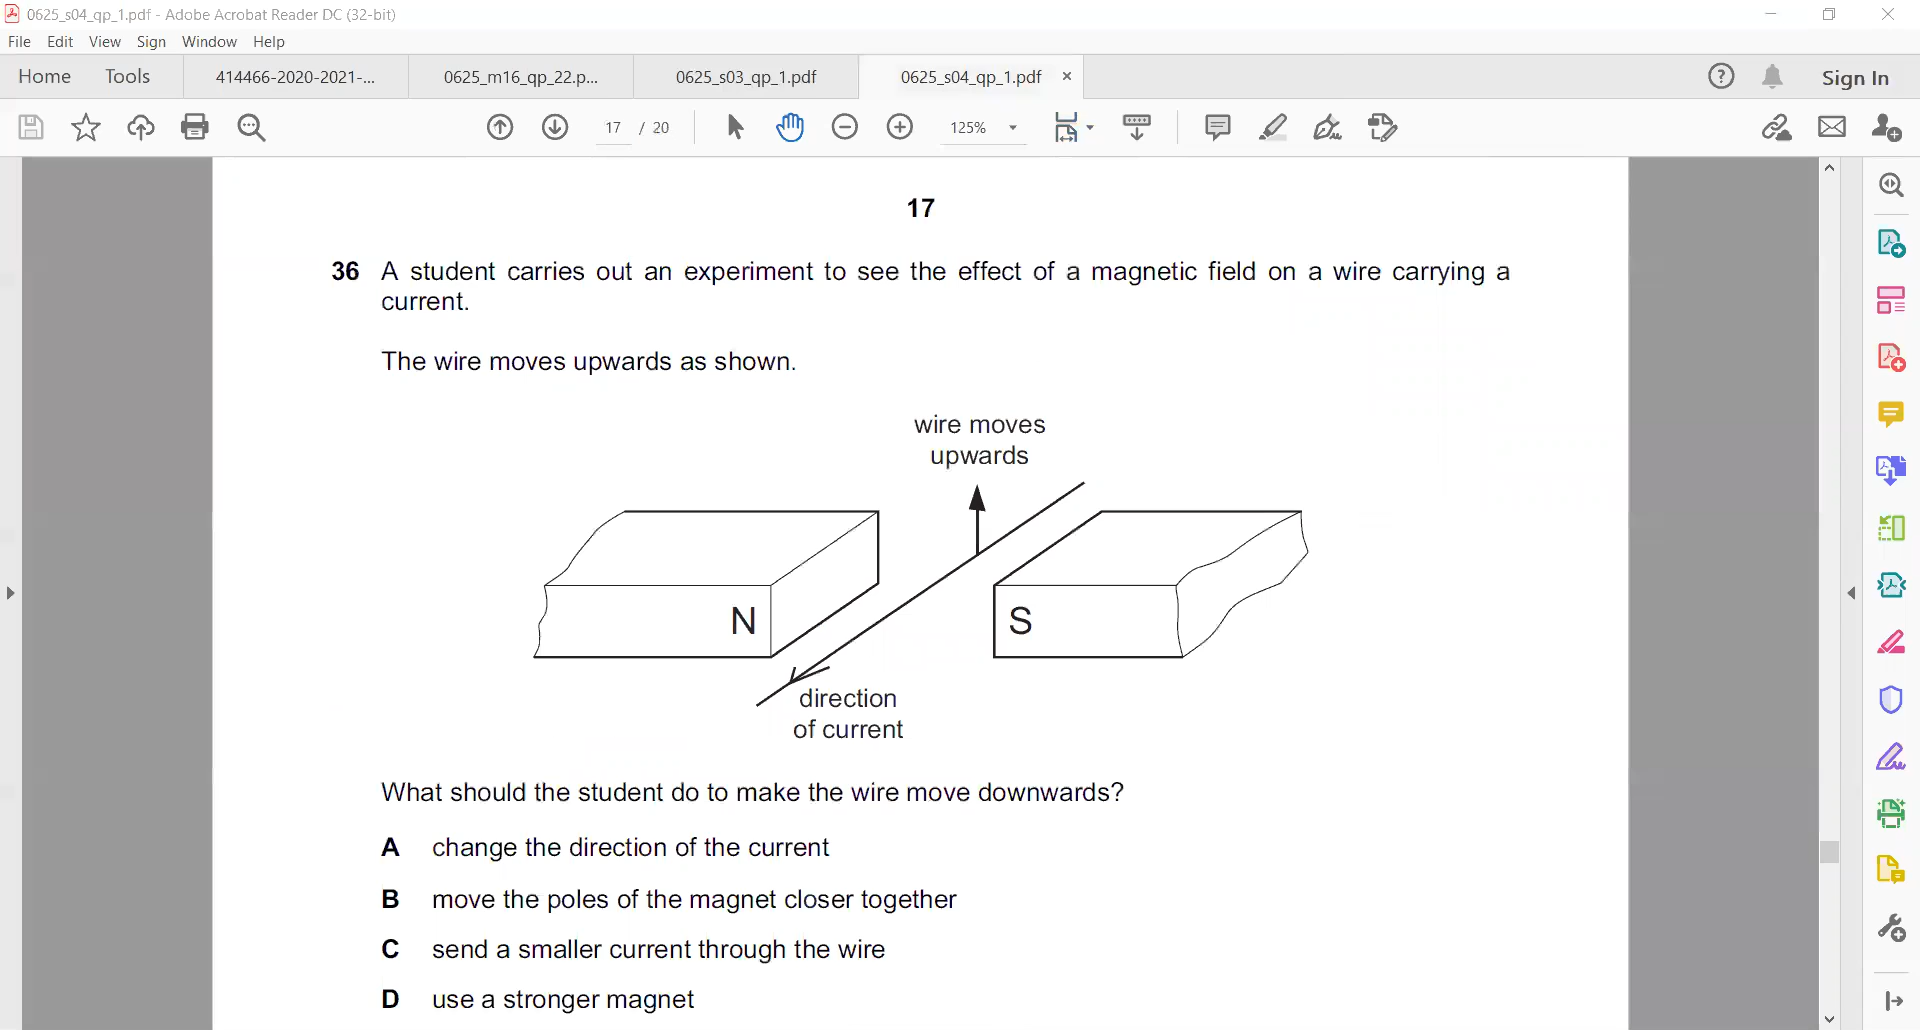 0625_s04_qp_1.pdf - Adobe Acrobat Reader DC (32-bit)
File Edit View Sign Window Help
Home Tools 414466-2020-2021-... 0625_m16_qp_22.p... 0625_s03_qp_1.pdf 0625_s04_qp_1.pdf × Sign In
17 / 20 125%
17
36 A student carries out an experiment to see the effect of a magnetic field on a wire carrying a
current.
The wire moves upwards as shown.
wire moves
upwards
N S
direction
of current
What should the student do to make the wire move downwards?
A change the direction of the current
B move the poles of the magnet closer together
C send a smaller current through the wire
D use a stronger magnet